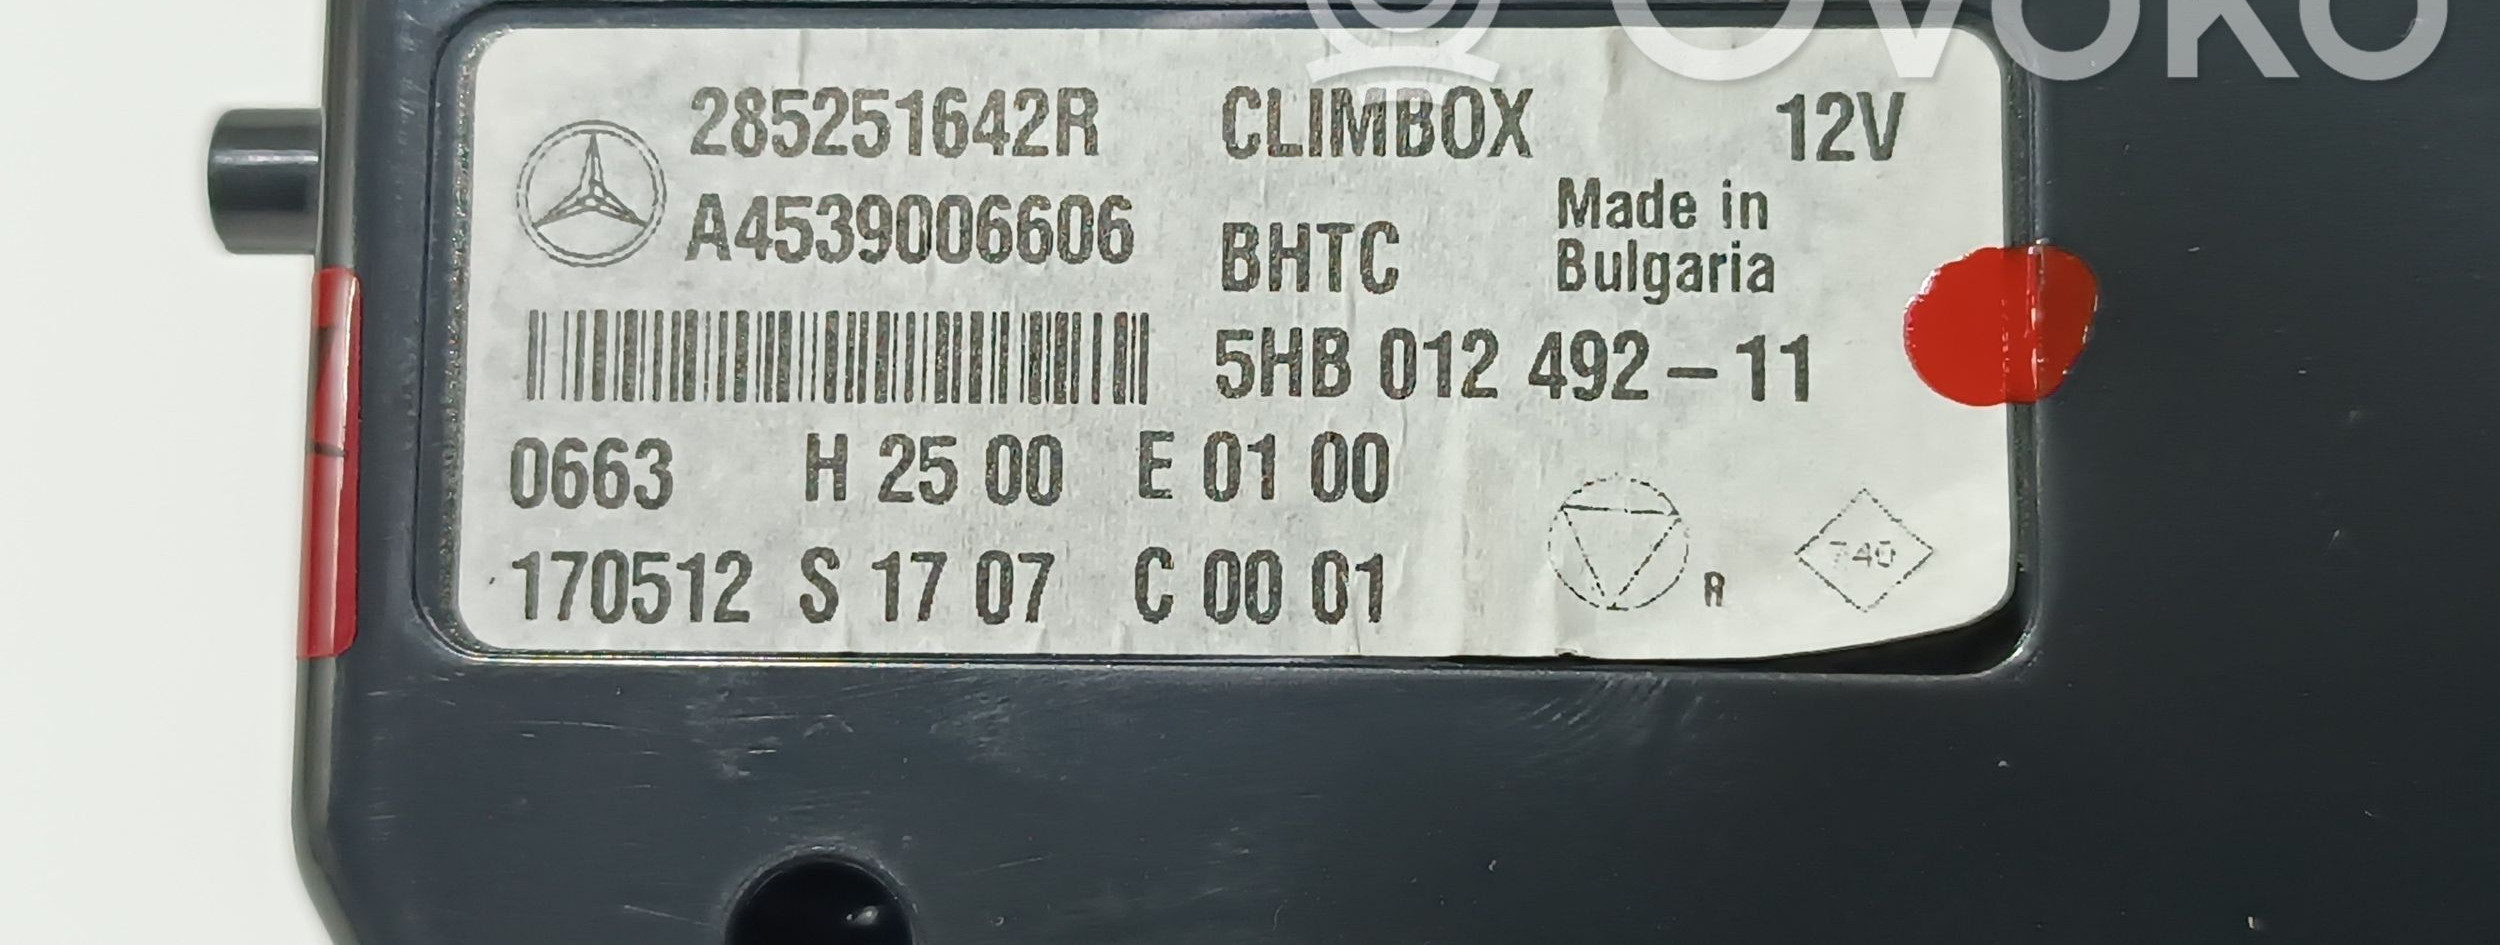 Ovoko
285251642R CLIMBOX 12V
A4539006606 BHTC Made in
Bulgaria
5HB 012 492-11
0663 H 25 00 E 01 00
170512 S 17 07 C 00 01
R 740